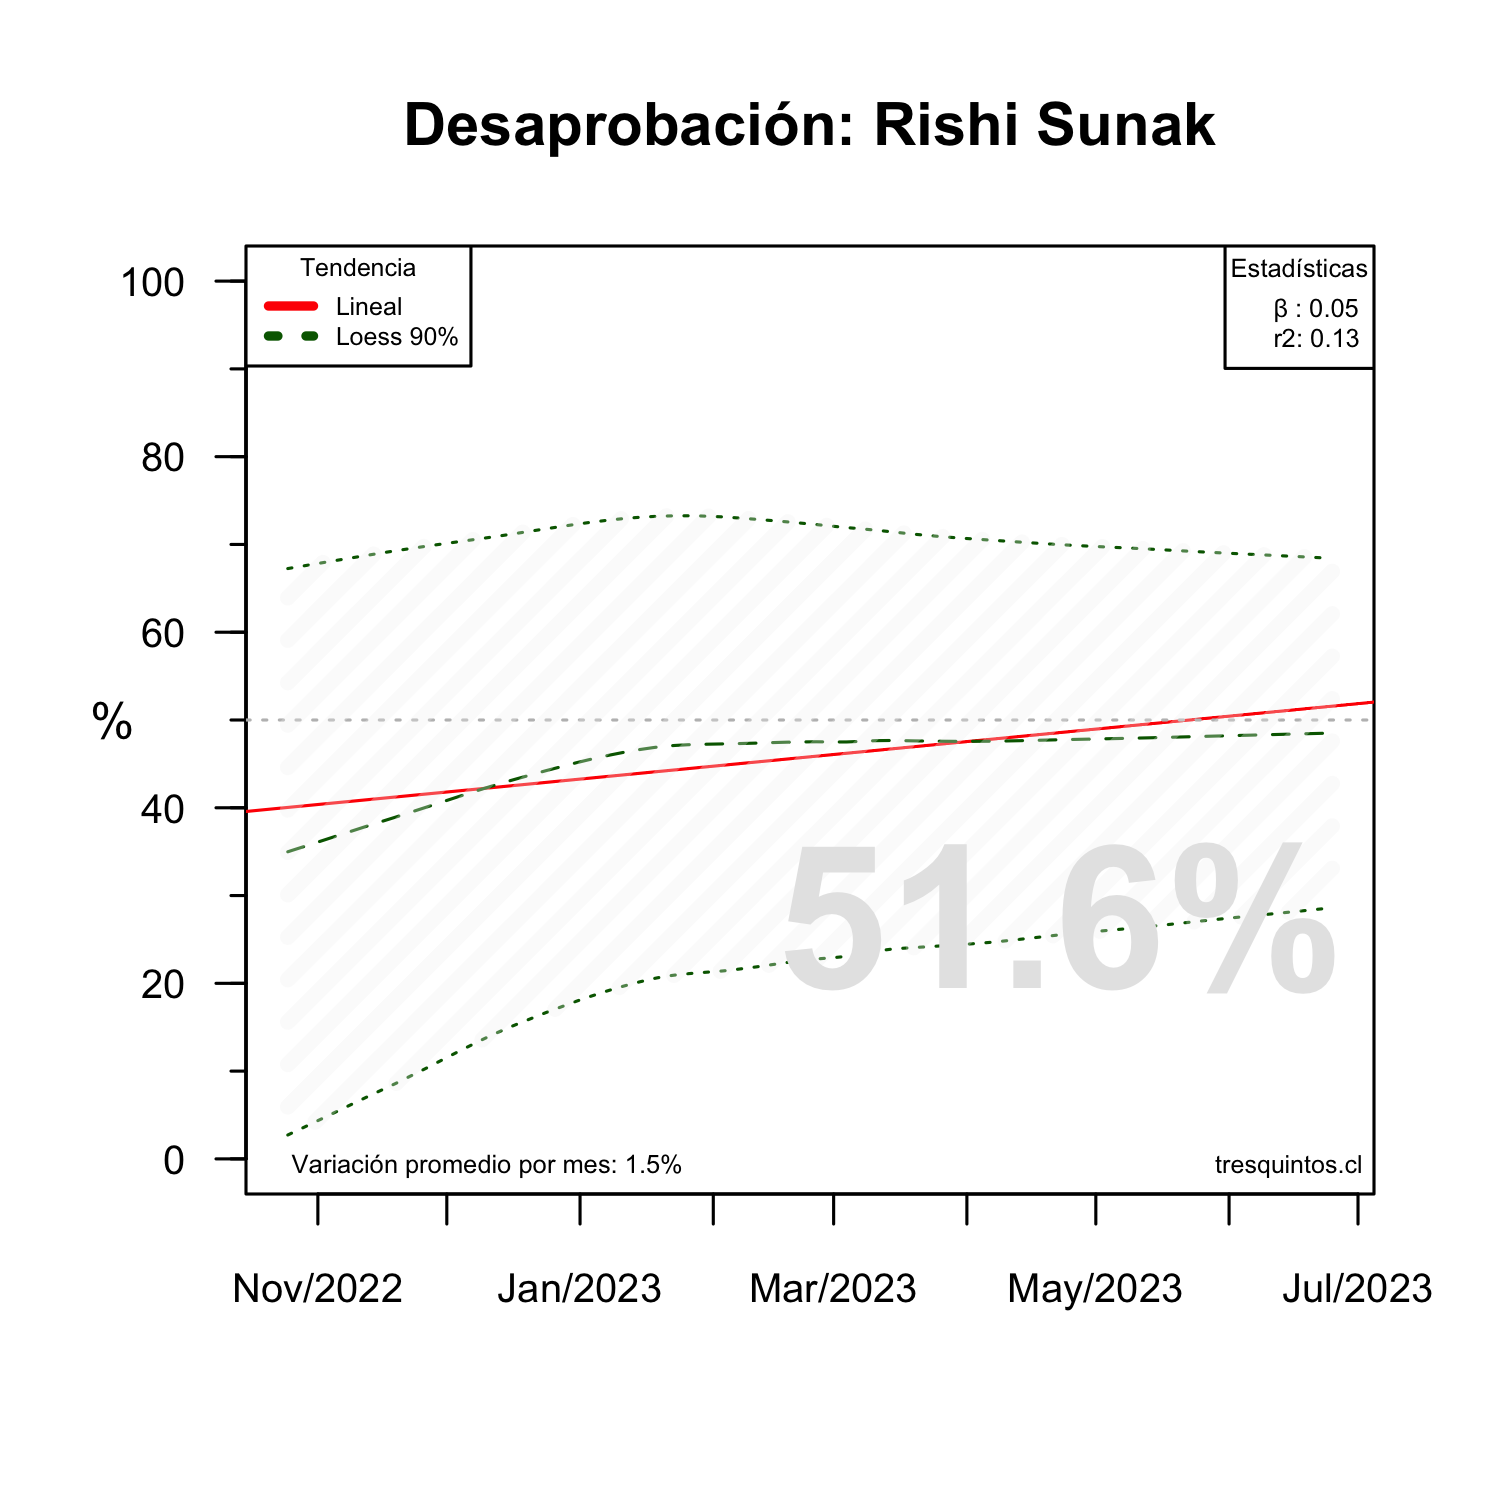 Desaprobación: Rishi Sunak
Tendencia
Lineal
Loess 90%
Estadísticas
β : 0.05
r2: 0.13
100
80
60
%
40
20
0
51.6%
Variación promedio por mes: 1.5%
tresquintos.cl
Nov/2022 Jan/2023 Mar/2023 May/2023 Jul/2023